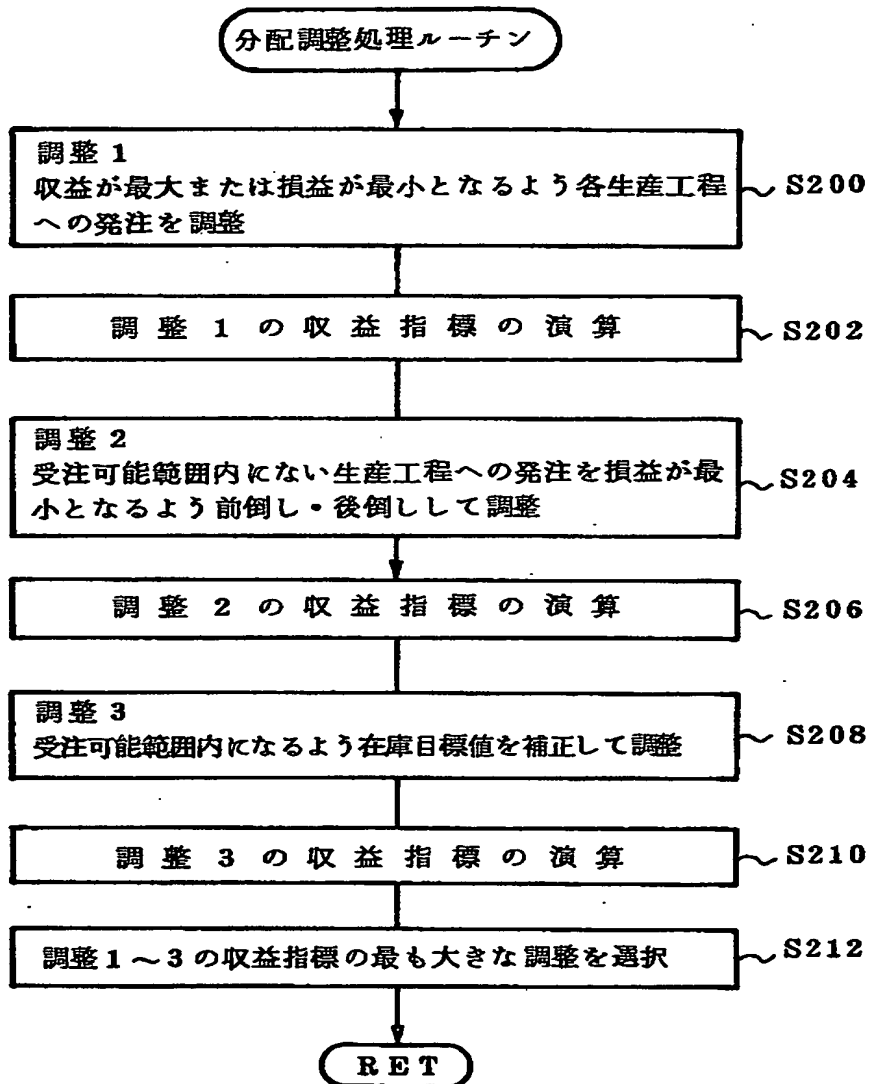 分配調整処理ルーチン
調整1
収益が最大または損益が最小となるよう各生産工程
への発注を調整
S200
調整1の収益指標の演算
S202
調整2
受注可能範囲内にない生産工程への発注を損益が最
小となるよう前倒し・後倒しして調整
S204
調整2の収益指標の演算
S206
調整3
受注可能範囲内になるよう在庫目標値を補正して調整
S208
調整3の収益指標の演算
S210
調整1～3の収益指標の最も大きな調整を選択
S212
RET